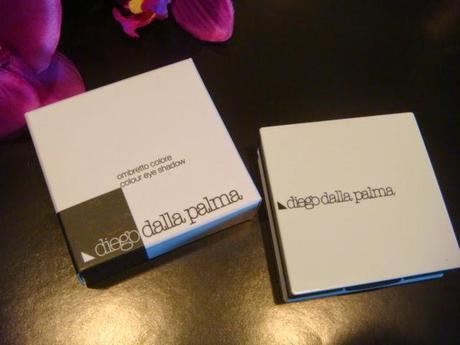 ombretto colore
colour eye shadow
diego dalla palma
diego dalla palma